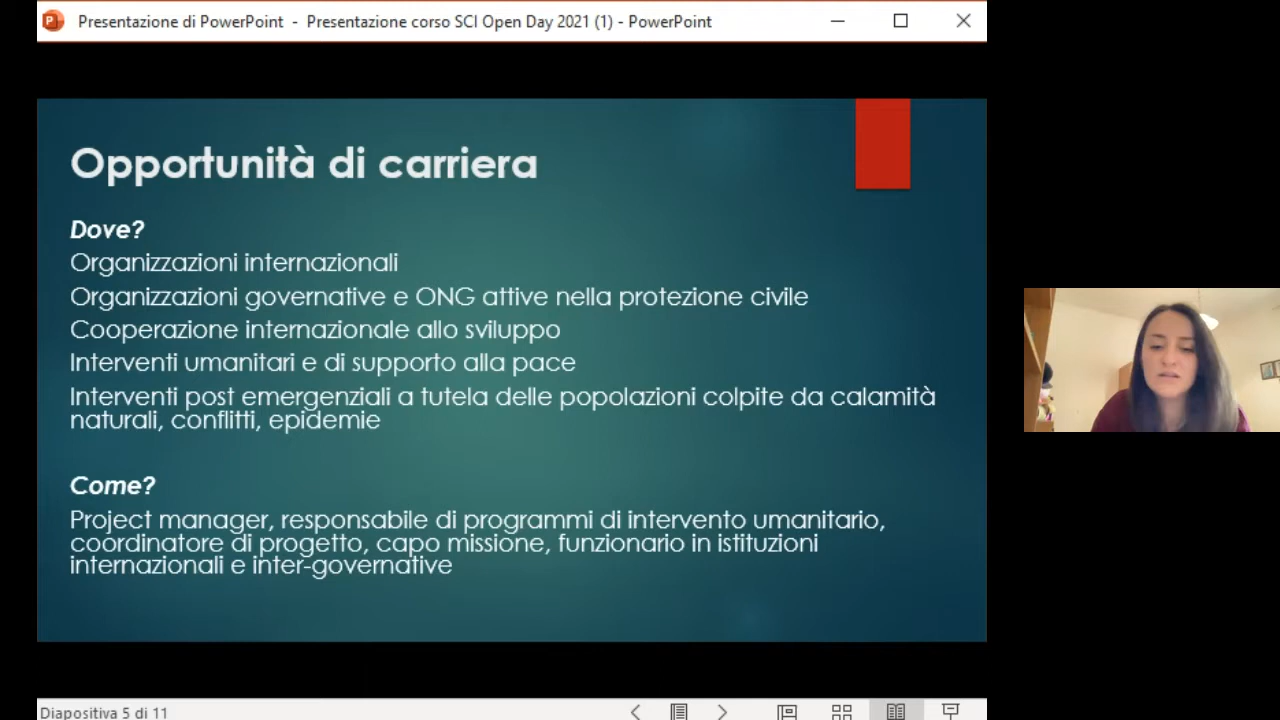 Presentazione di PowerPoint - Presentazione corso SCI Open Day 2021 (1) - PowerPoint
Opportunità di carriera
Dove?
Organizzazioni internazionali
Organizzazioni governative e ONG attive nella protezione civile
Cooperazione internazionale allo sviluppo
Interventi umanitari e di supporto alla pace
Interventi post emergenziali a tutela delle popolazioni colpite da calamità
naturali, conflitti, epidemie
Come?
Project manager, responsabile di programmi di intervento umanitario,
coordinatore di progetto, capo missione, funzionario in istituzioni
internazionali e inter-governative
Diapositiva 5 di 11